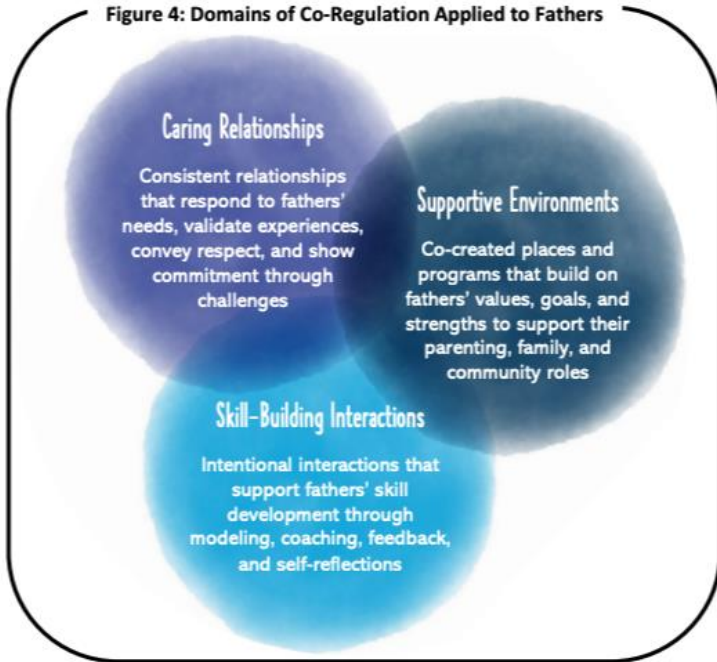 Figure 4: Domains of Co-Regulation Applied to Fathers
Caring Relationships
Consistent relationships
that respond to fathers'
needs, validate experiences,
convey respect, and show
commitment through
challenges
Supportive Environments
Co-created places and
programs that build on
fathers' values, goals, and
strengths to support their
parenting, family, and
community roles
Skill-Building Interactions
Intentional interactions that
support fathers' skill
development through
modeling, coaching, feedback,
and self-reflections